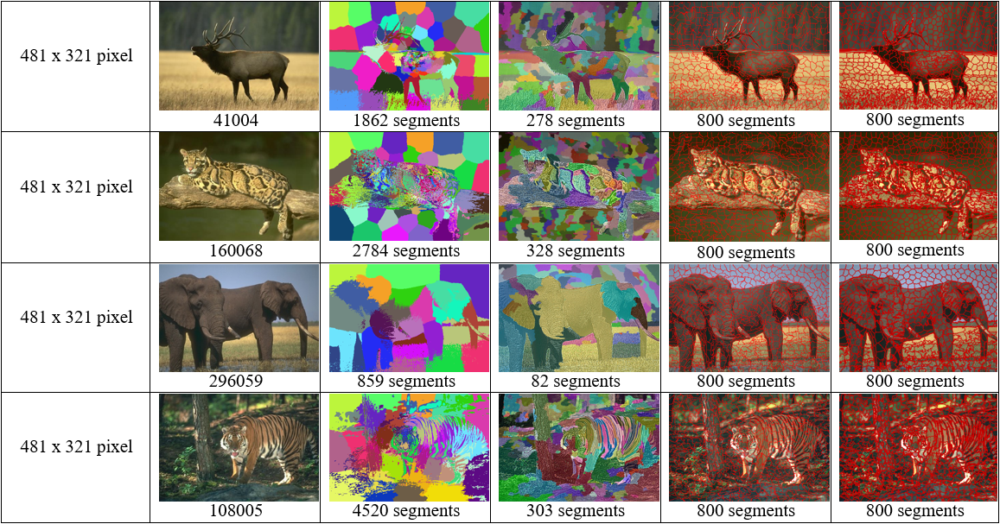 481 x 321 pixel
41004
1862 segments
278 segments
800 segments
800 segments
481 x 321 pixel
160068
2784 segments
328 segments
800 segments
800 segments
481 x 321 pixel
296059
859 segments
82 segments
800 segments
800 segments
481 x 321 pixel
108005
4520 segments
303 segments
800 segments
800 segments